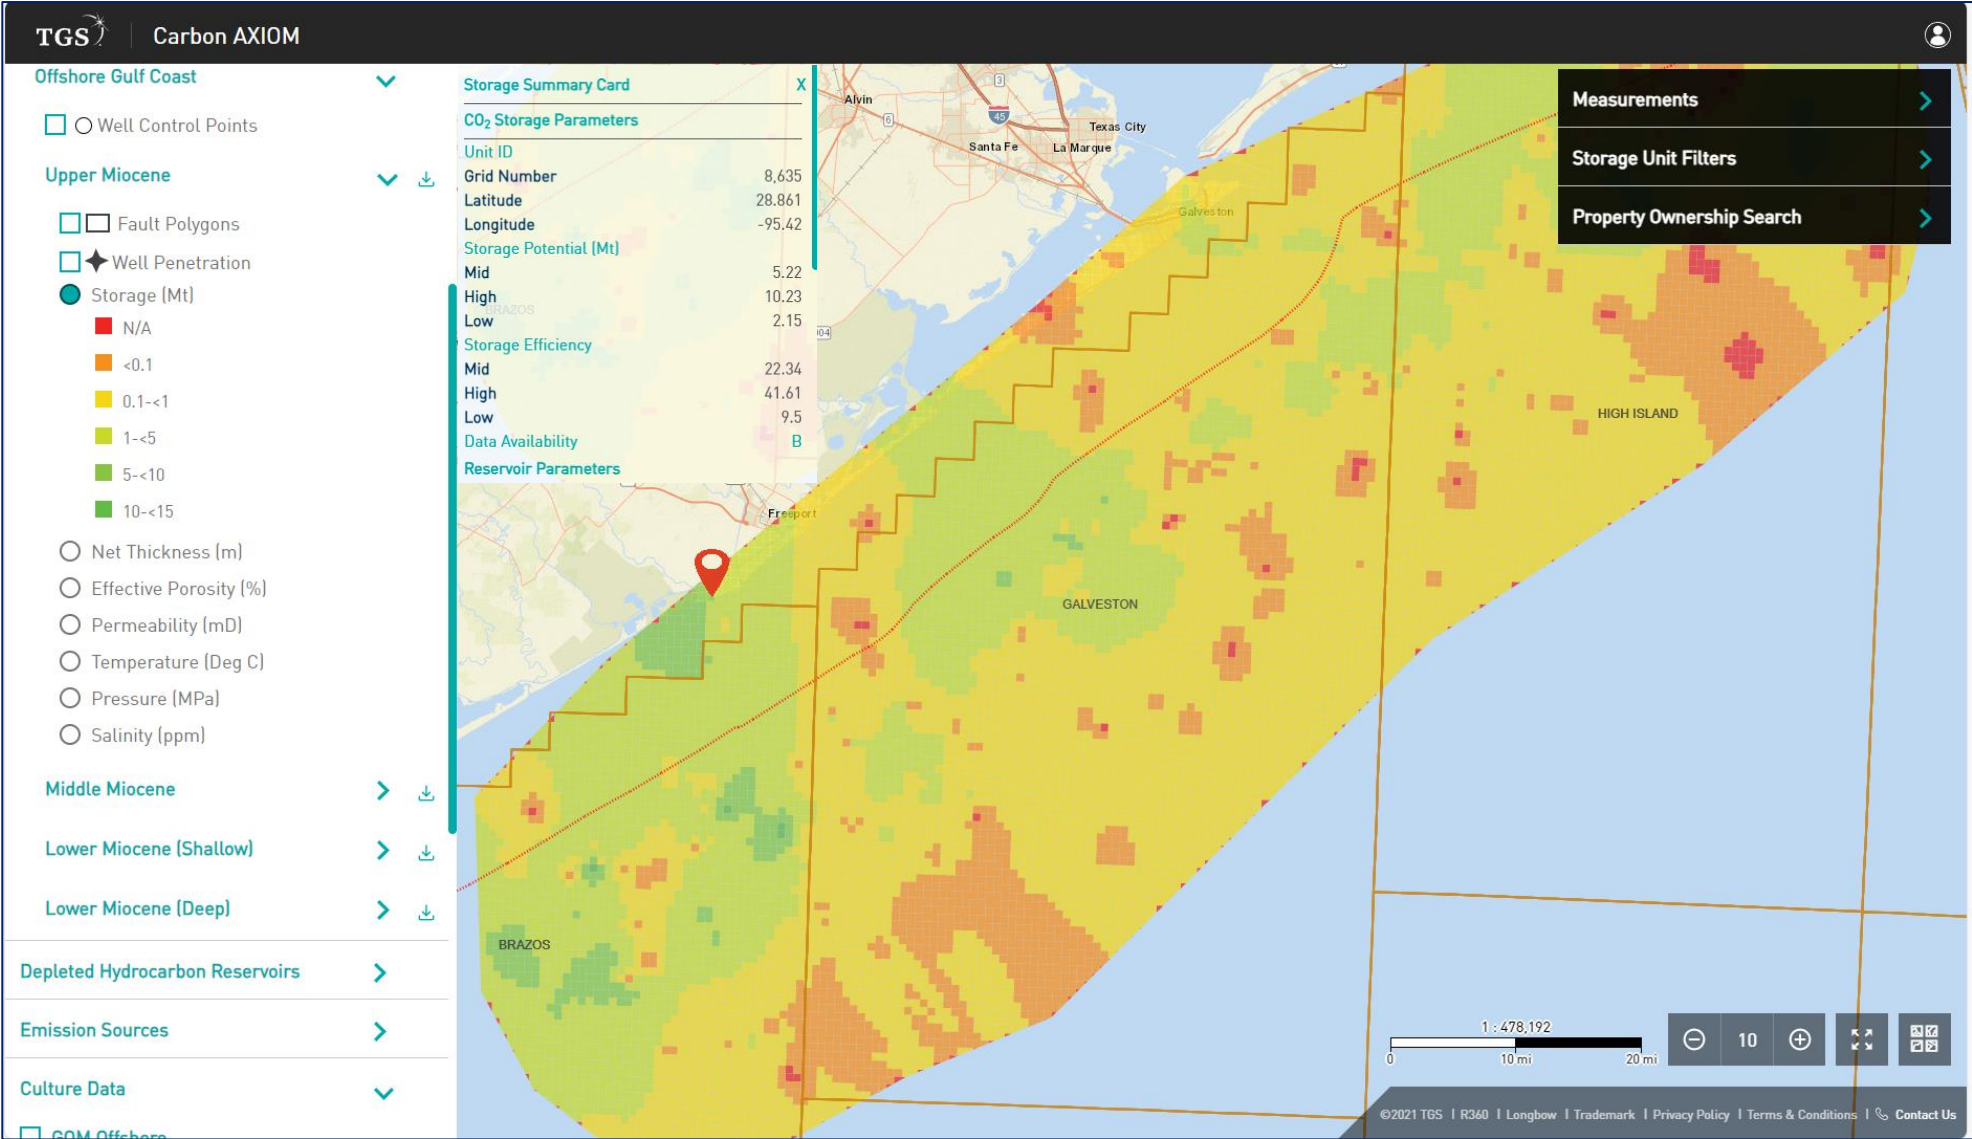 TGS
Carbon AXIOM
Offshore Gulf Coast
Well Control Points
Upper Miocene
Fault Polygons
Well Penetration
Storage (Mt)
N/A
<0.1
0.1-<1
1-<5
5-<10
10-<15
Net Thickness (m)
Effective Porosity (%)
Permeability (mD)
Temperature (Deg C)
Pressure (MPa)
Salinity (ppm)
Middle Miocene
Lower Miocene (Shallow)
Lower Miocene (Deep)
Depleted Hydrocarbon Reservoirs
Emission Sources
Culture Data
GOM Offshore
Storage Summary Card X
CO₂ Storage Parameters
Unit ID
Grid Number 8,635
Latitude 28.861
Longitude -95.42
Storage Potential (Mt)
Mid 5.22
High 10.23
Low 2.15
Storage Efficiency
Mid 22.34
High 41.61
Low 9.5
Data Availability B
Reservoir Parameters
BRAZOS
Alvin
6
3
45
Texas City
Santa Fe
La Marque
Galveston
Freeport
HIGH ISLAND
GALVESTON
BRAZOS
Measurements
Storage Unit Filters
Property Ownership Search
1 : 478,192
0 10 mi 20 mi
10
©2021 TGS | R360 | Longbow | Trademark | Privacy Policy | Terms & Conditions | Contact Us